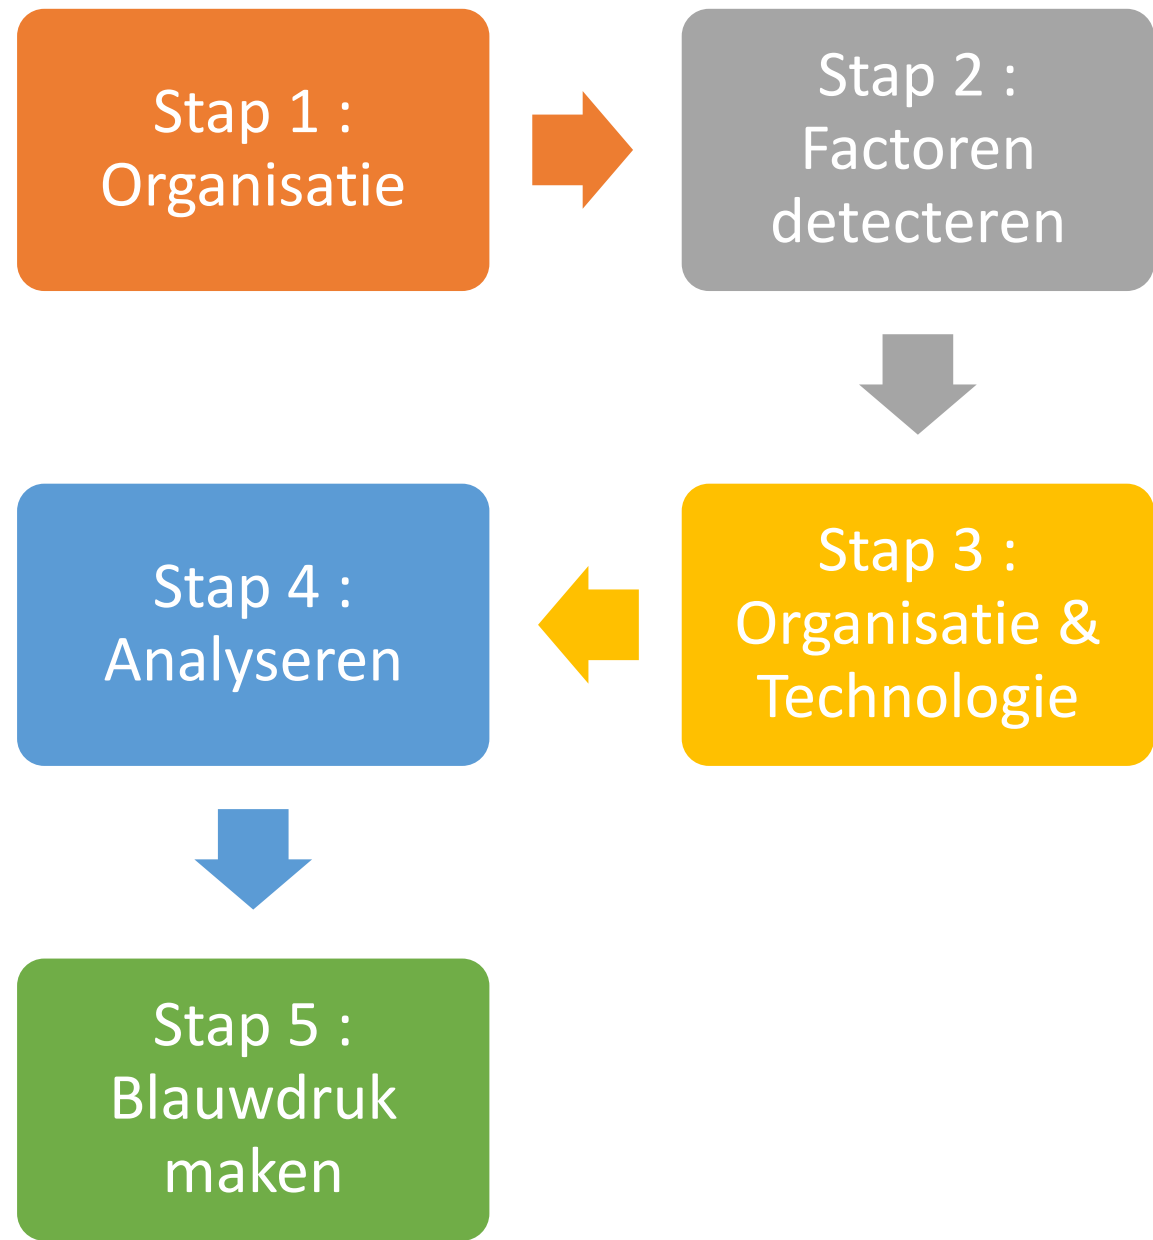 Stap 1 :
Organisatie
Stap 2 :
Factoren
detecteren
Stap 3 :
Organisatie &
Technologie
Stap 4 :
Analyseren
Stap 5 :
Blauwdruk
maken